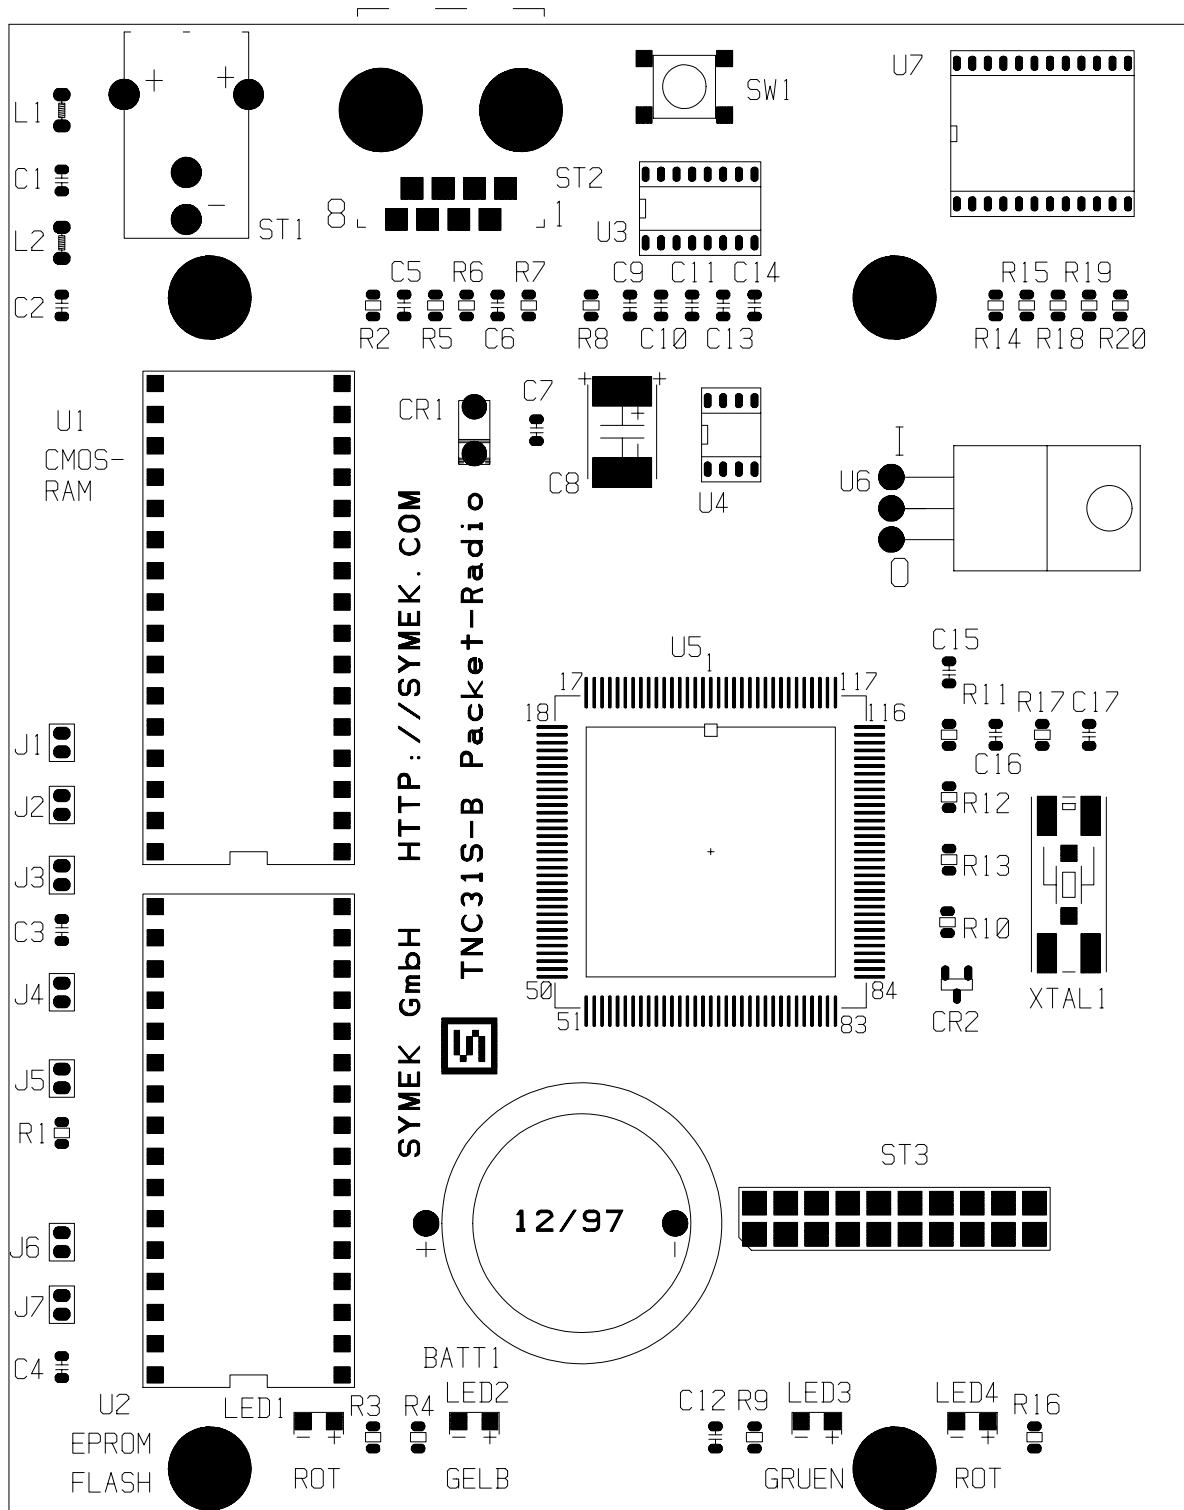 U7
SW1
L1
+ +
C1
-
ST1
8
1
ST2
U3
L2
C2
C5
R6
R7
C9
C11
C14
R15
R19
R2
R5
C6
R8
C10
C13
R14
R18
R20
U1
CMOS-
RAM
CR1
C7
+ +
+
C8
U4
I
U6
O
HTTP://SYMEK.COM
SYMEK GmbH
TNC31S-B Packet-Radio
S
U5
1
17
117
18
116
50
84
51
83
C15
R11
R17
C17
C16
R12
R13
R10
CR2
XTAL1
J1
J2
J3
C3
J4
J5
R1
J6
J7
C4
ST3
12/97
+
-
BATT1
U2
EPROM
FLASH
LED1
- +
ROT
R3
R4
LED2
- +
GELB
C12
R9
LED3
- +
GRUEN
LED4
- +
ROT
R16